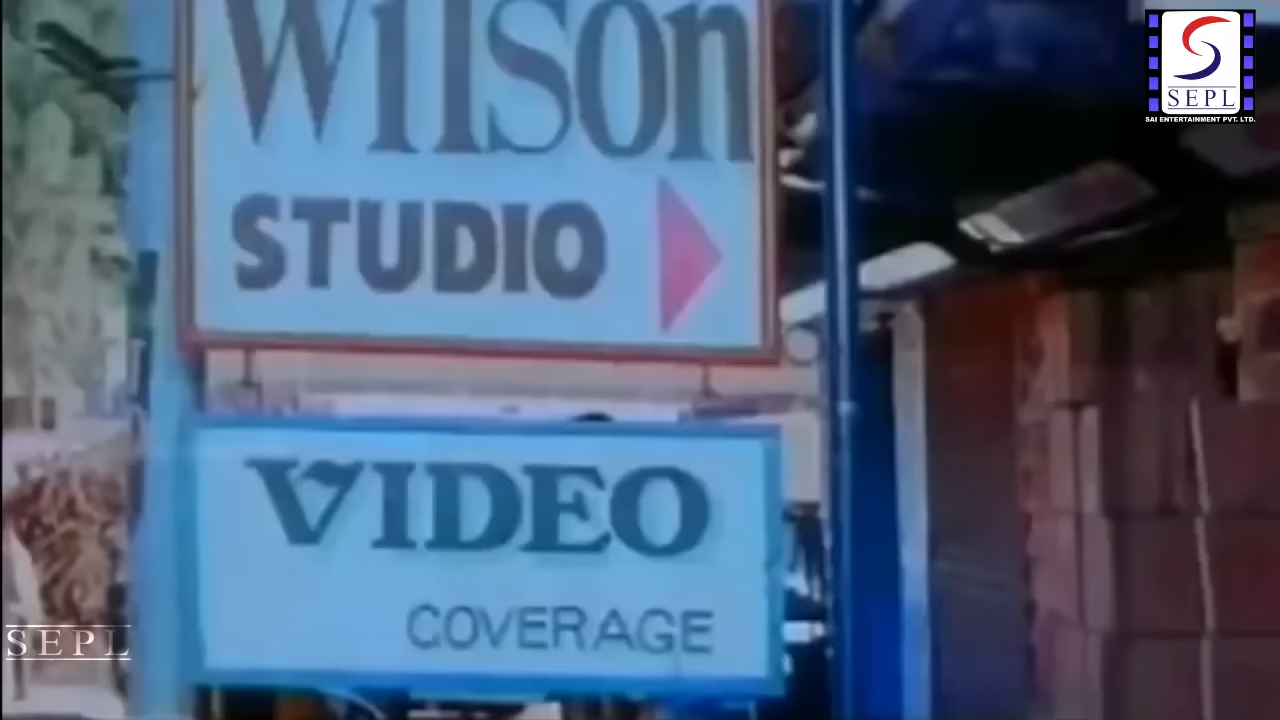 Wilson
STUDIO
VIDEO
COVERAGE
SEPL
SAI ENTERTAINMENT PVT. LTD.
SEPL